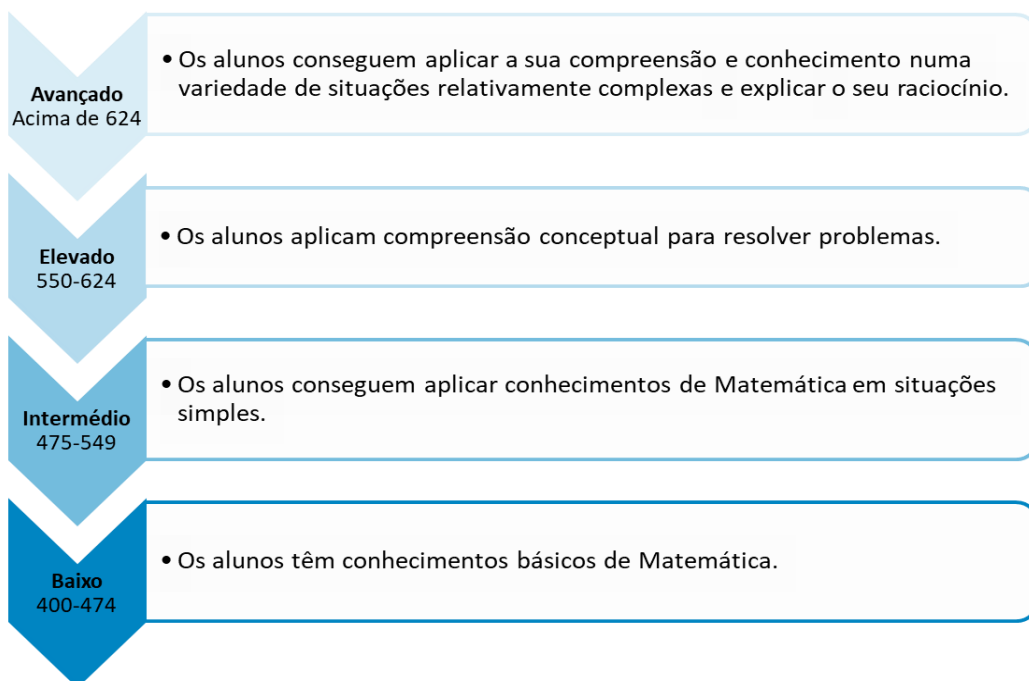 Avançado
Acima de 624
• Os alunos conseguem aplicar a sua compreensão e conhecimento numa
variedade de situações relativamente complexas e explicar o seu raciocínio.
Elevado
550-624
• Os alunos aplicam compreensão conceptual para resolver problemas.
Intermédio
475-549
• Os alunos conseguem aplicar conhecimentos de Matemática em situações
simples.
Baixo
400-474
• Os alunos têm conhecimentos básicos de Matemática.